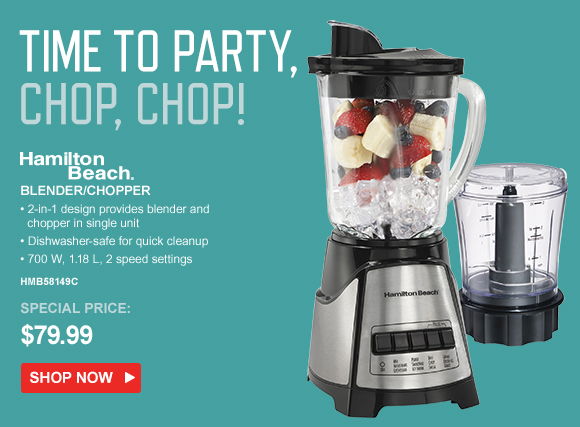 TIME TO PARTY,
CHOP, CHOP!
Hamilton
Beach.
BLENDER/CHOPPER
• 2-in-1 design provides blender and
chopper in single unit
• Dishwasher-safe for quick cleanup
• 700 W, 1.18 L, 2 speed settings
HMB58149C
SPECIAL PRICE:
$79.99
SHOP NOW
Hamilton Beach